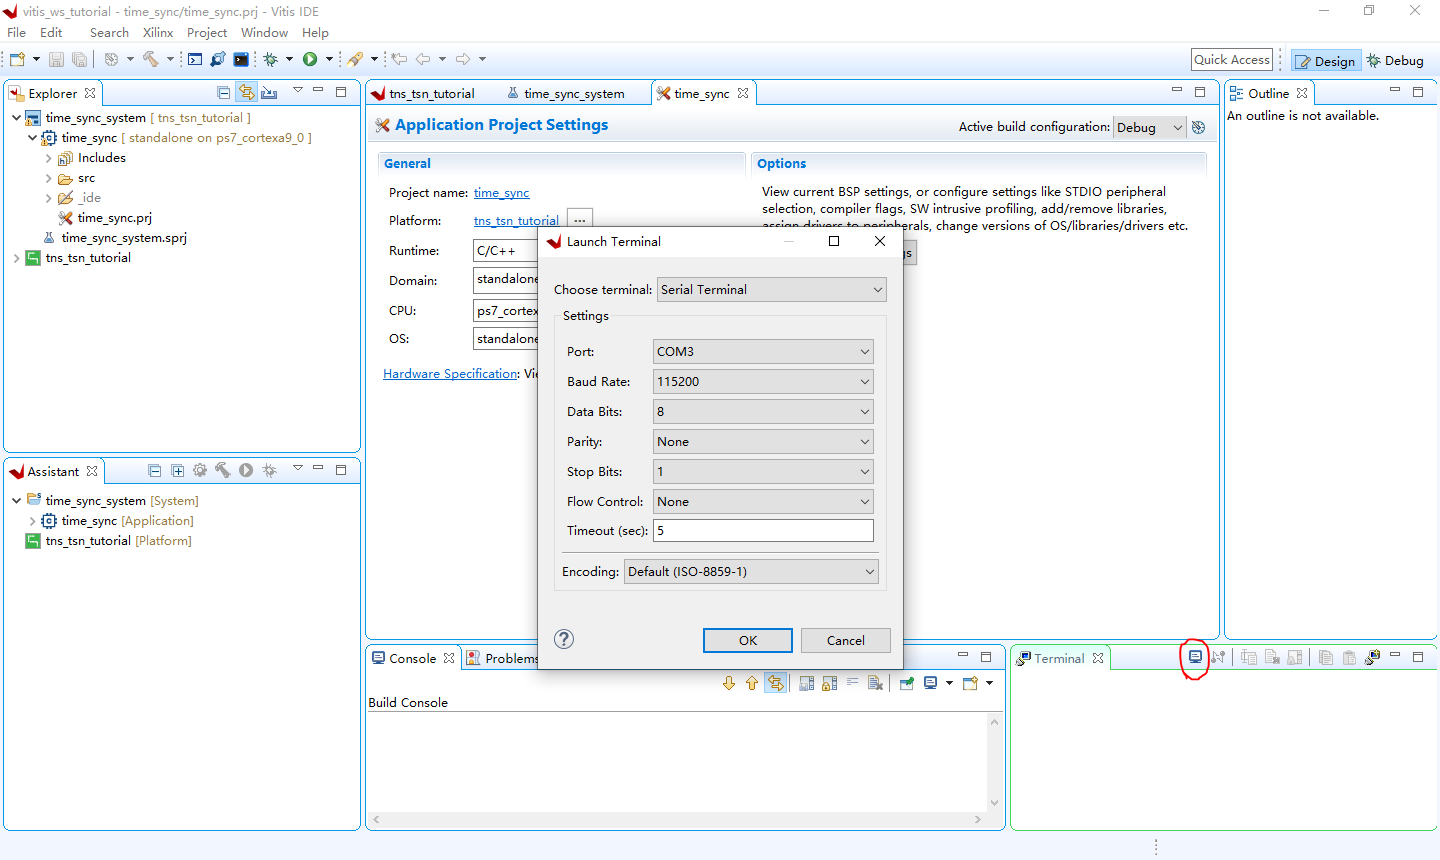 vitis_ws_tutorial - time_sync/time_sync.prj - Vitis IDE
File Edit Search Xilinx Project Window Help
Quick Access
Design
Debug
Explorer
time_sync_system [ tns_tsn_tutorial ]
time_sync [ standalone on ps7_cortexa9_0 ]
Includes
src
_ide
time_sync.prj
time_sync_system.sprj
tns_tsn_tutorial
tns_tsn_tutorial
time_sync_system
time_sync
Application Project Settings
Active build configuration: Debug
General
Project name: time_sync
Platform: tns_tsn_tutorial ...
Runtime: C/C++
Domain: standalone
CPU: ps7_cortex
OS: standalone
Hardware Specification: Vie
Options
View current BSP settings, or configure settings like STDIO peripheral
selection, compiler flags, SW intrusive profiling, add/remove libraries,
assign drivers to peripherals, change versions of OS/libraries/drivers etc.
gs
Outline
An outline is not available.
Launch Terminal
Choose terminal: Serial Terminal
Settings
Port: COM3
Baud Rate: 115200
Data Bits: 8
Parity: None
Stop Bits: 1
Flow Control: None
Timeout (sec): 5
Encoding: Default (ISO-8859-1)
?
OK
Cancel
Assistant
time_sync_system [System]
time_sync [Application]
tns_tsn_tutorial [Platform]
Console
Problems
Build Console
Terminal